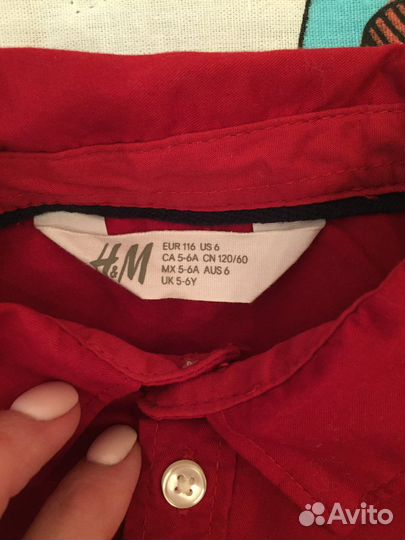 H&M
EUR 116 US 6
CA 5-6A CN 120/60
MX 5-6A AUS 6
UK 5-6Y
Avito